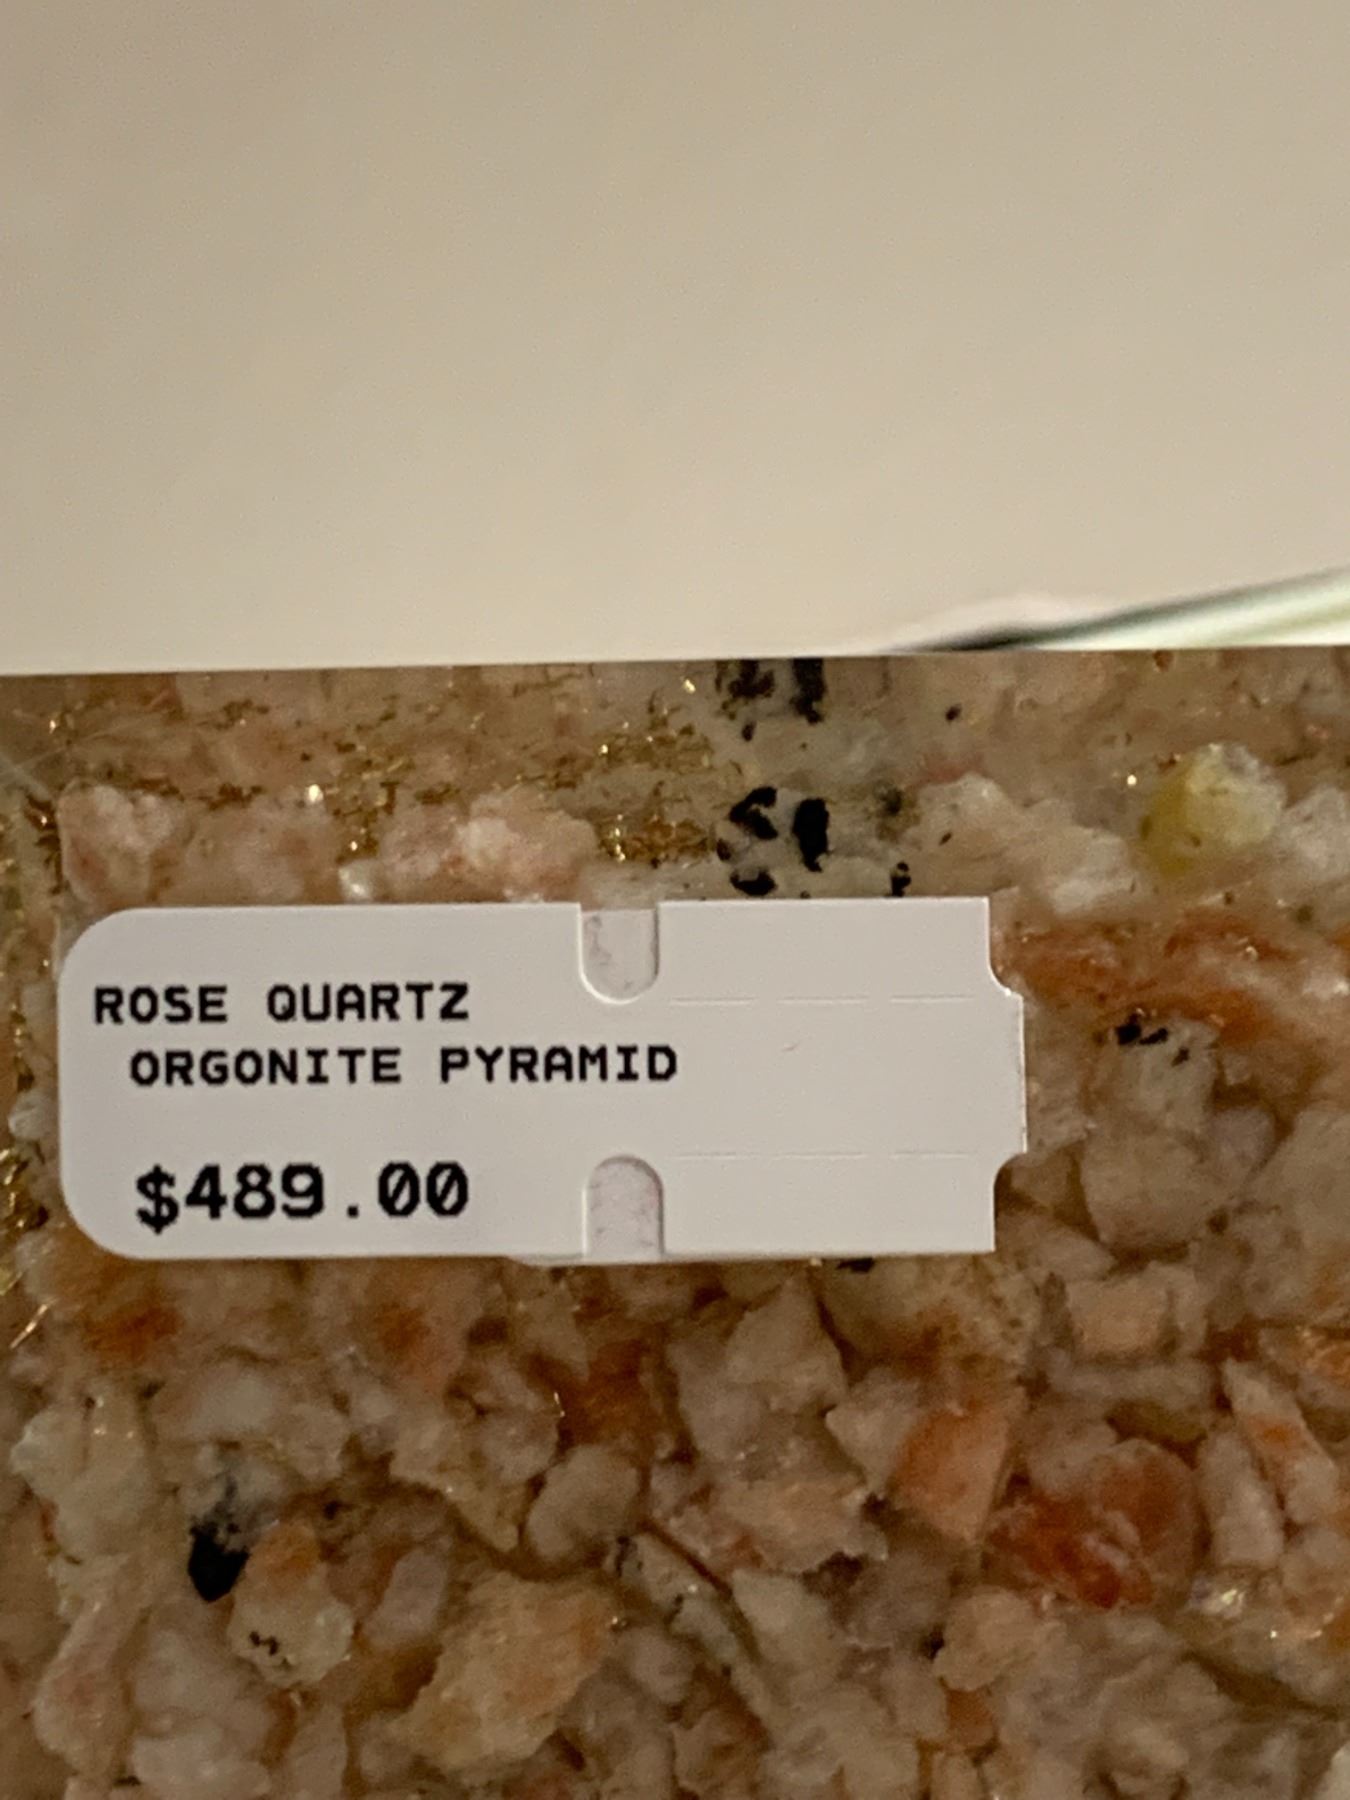 ROSE QUARTZ
ORGONITE PYRAMID
$489.00